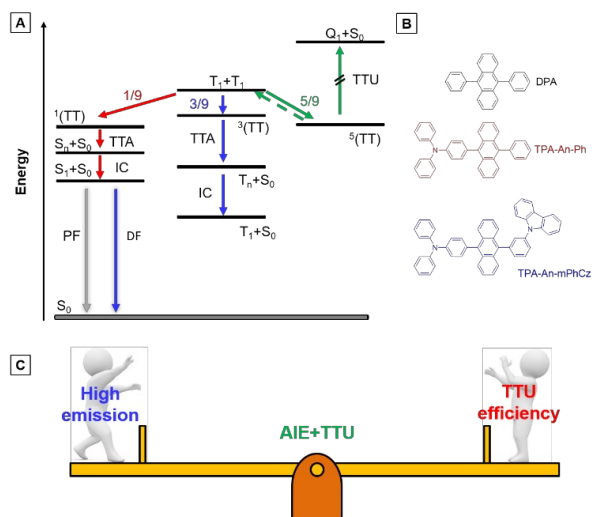 A
Energy
Q₁+S₀
TTU
T₁+T₁
1/9
3/9
5/9
¹(TT)
³(TT)
⁵(TT)
Sₙ+S₀
TTA
TTA
S₁+S₀
IC
Tₙ+S₀
IC
T₁+S₀
PF
DF
S₀
B
DPA
N
TPA-An-Ph
N
N
TPA-An-mPhCz
C
High
emission
AIE+TTU
TTU
efficiency